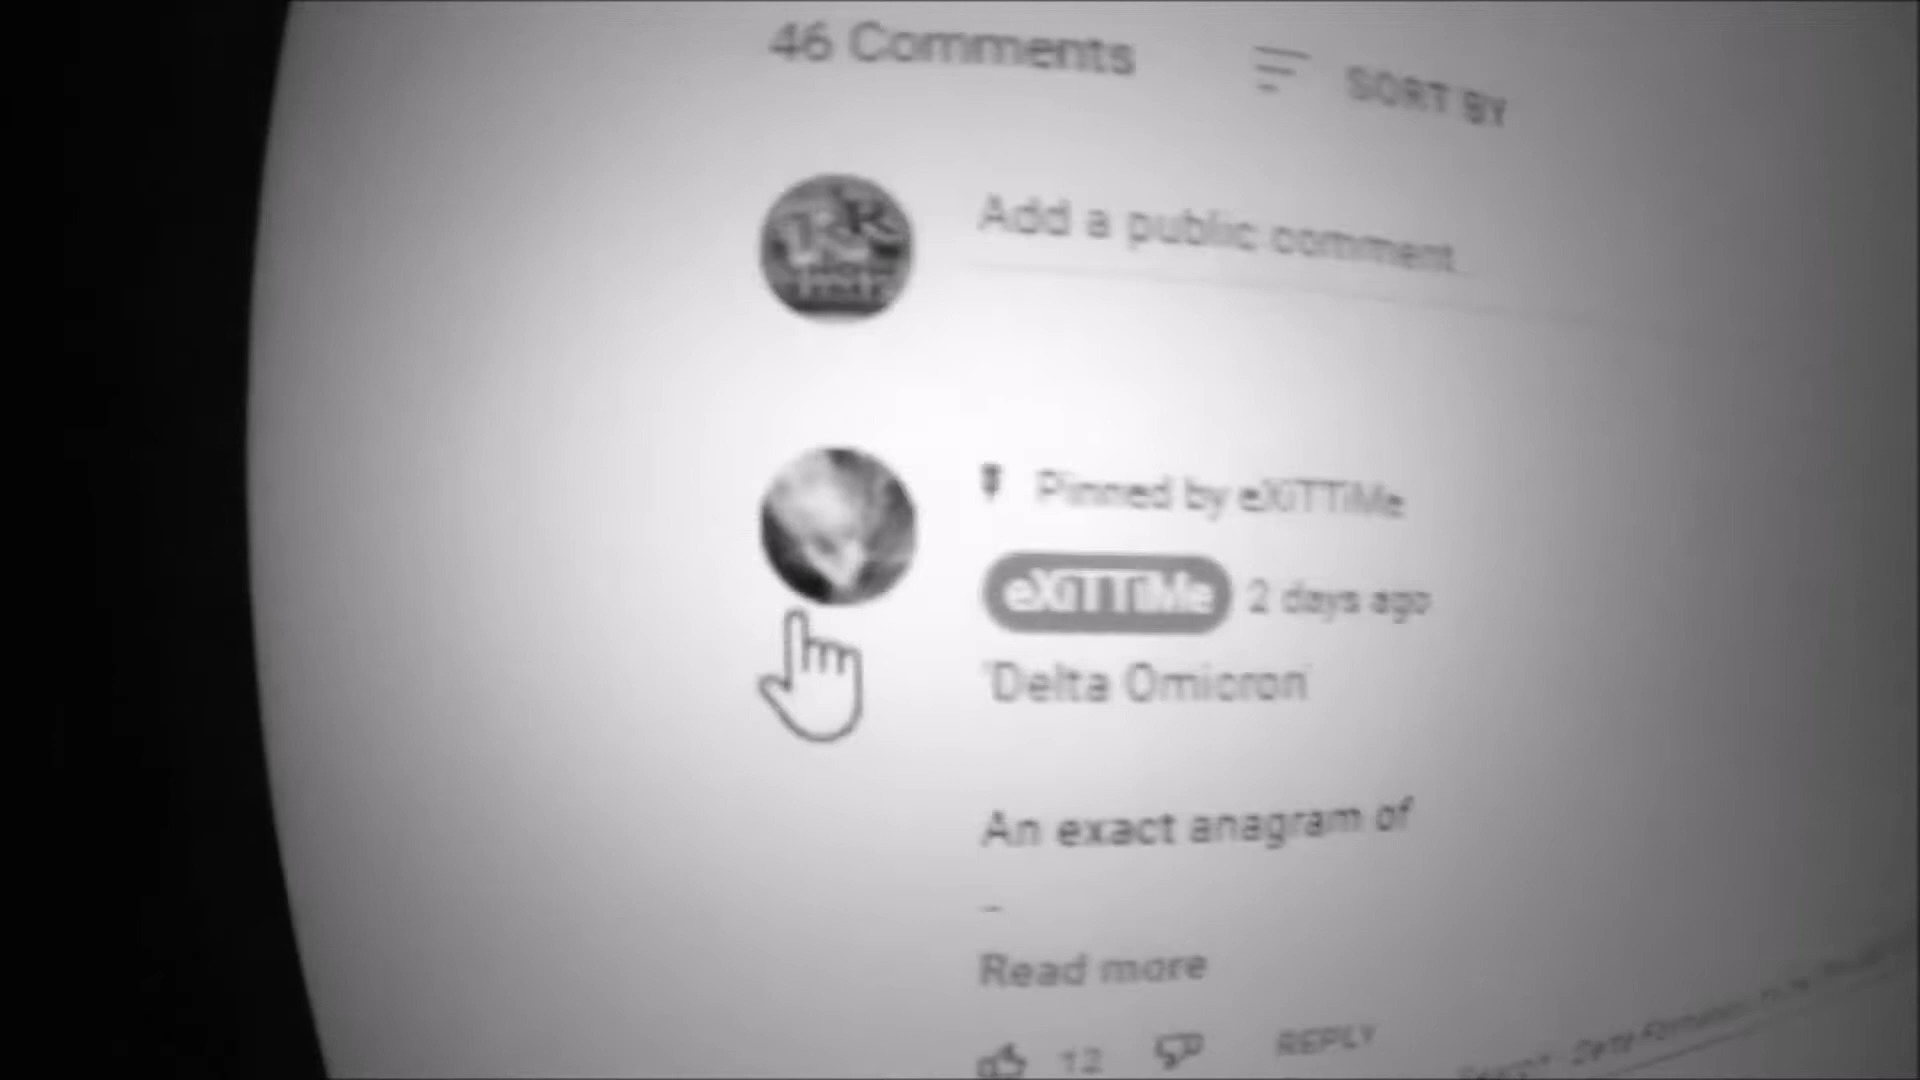 46 Comments
SORT BY
Add a public comment...
Pinned by eXiTTiMe
eXiTTiMe 2 days ago
'Delta Omicron'
An exact anagram of
-
Read more
12 REPLY